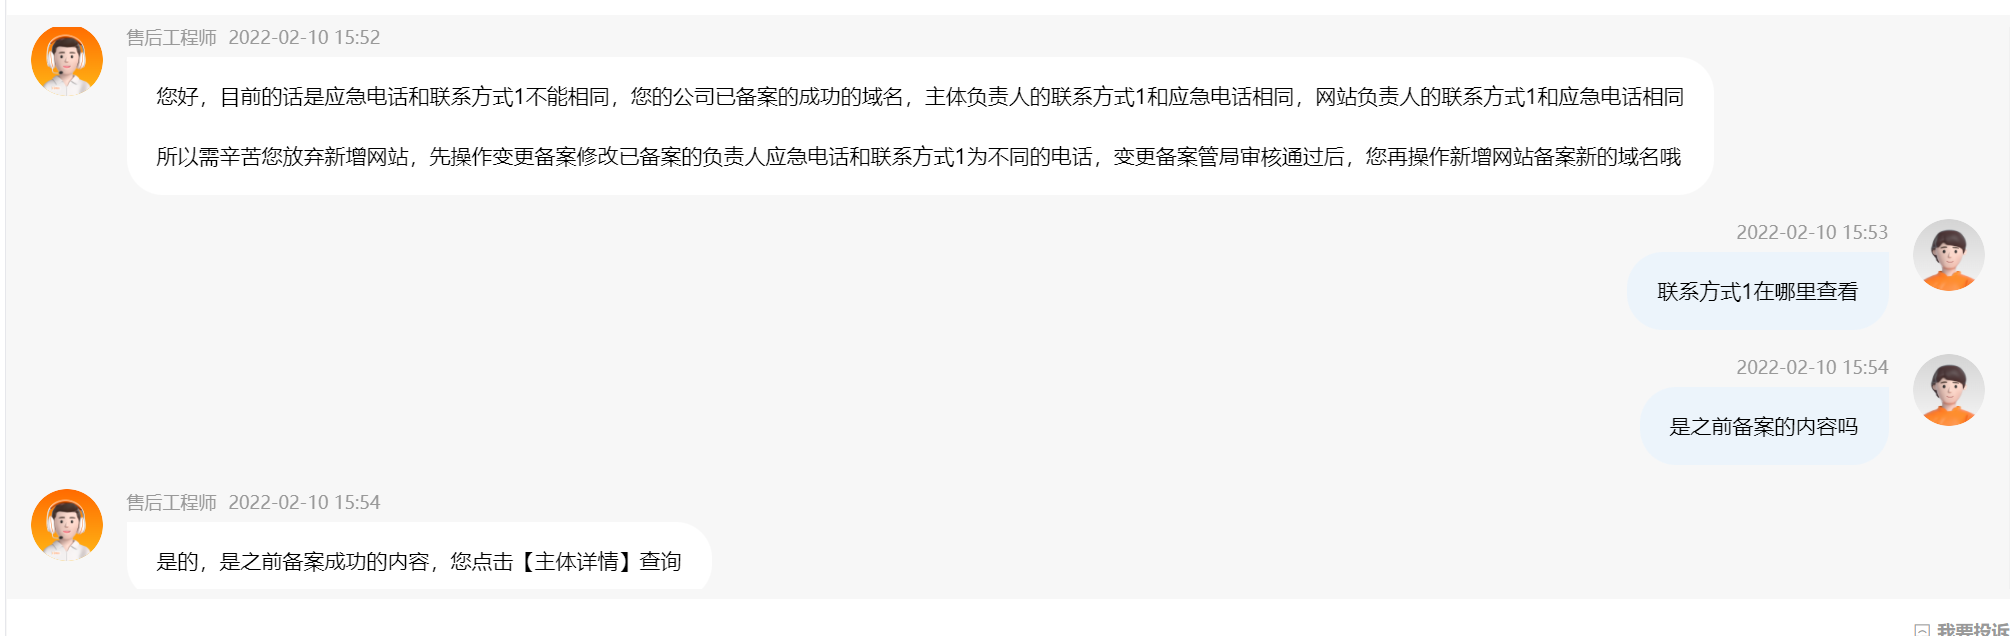 售后工程师 2022-02-10 15:52
您好，目前的话是应急电话和联系方式1不能相同，您的公司已备案的成功的域名，主体负责人的联系方式1和应急电话相同，网站负责人的联系方式1和应急电话相同
所以需辛苦您放弃新增网站，先操作变更备案修改已备案的负责人应急电话和联系方式1为不同的电话，变更备案管局审核通过后，您再操作新增网站备案新的域名哦
2022-02-10 15:53
联系方式1在哪里查看
2022-02-10 15:54
是之前备案的内容吗
售后工程师 2022-02-10 15:54
是的，是之前备案成功的内容，您点击【主体详情】查询
我要投诉